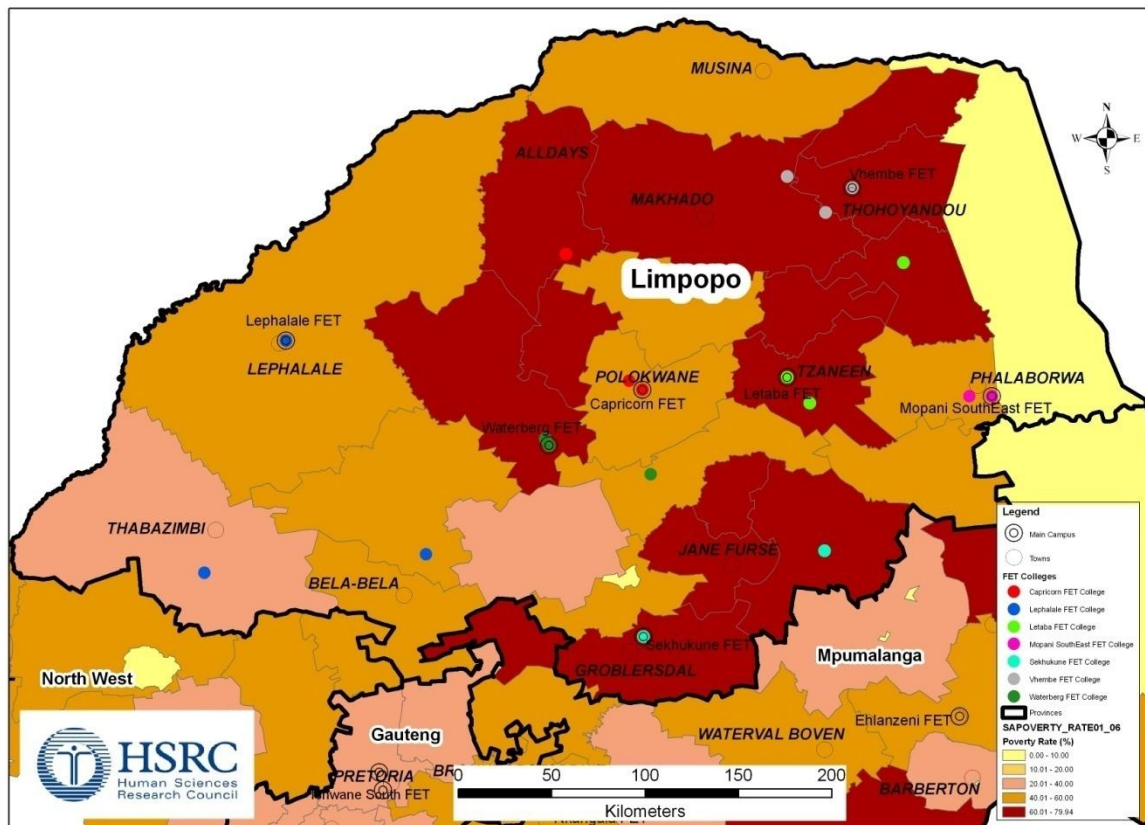 MUSINA
N
W E
S
ALLDAYS
Vhembe FET
MAKHADO
THOHOYANDOU
Limpopo
Lephalale FET
LEPHALALE
POLOKWANE
Capricorn FET
TZANEEN
Letaba FET
PHALABORWA
Mopani SouthEast FET
Waterberg FET
THABAZIMBI
JANE FURSE
BELA-BELA
Sekhukune FET
GROBLERSDAL
North West
Mpumalanga
Gauteng
Ehlanzeni FET
WATERVAL BOVEN
PRETORIA
BR
Tshwane South FET
BARBERTON
0 50 100 150 200
Kilometers
HSRC
Human Sciences
Research Council
Legend
Main Campus
Towns
FET Colleges
Capricorn FET College
Lephalale FET College
Letaba FET College
Mopani SouthEast FET College
Sekhukune FET College
Vhembe FET College
Waterberg FET College
Provinces
SAPOVERTY_RATE01_06
Poverty Rate (%)
0.00 - 10.00
10.01 - 20.00
20.01 - 40.00
40.01 - 60.00
60.01 - 79.94